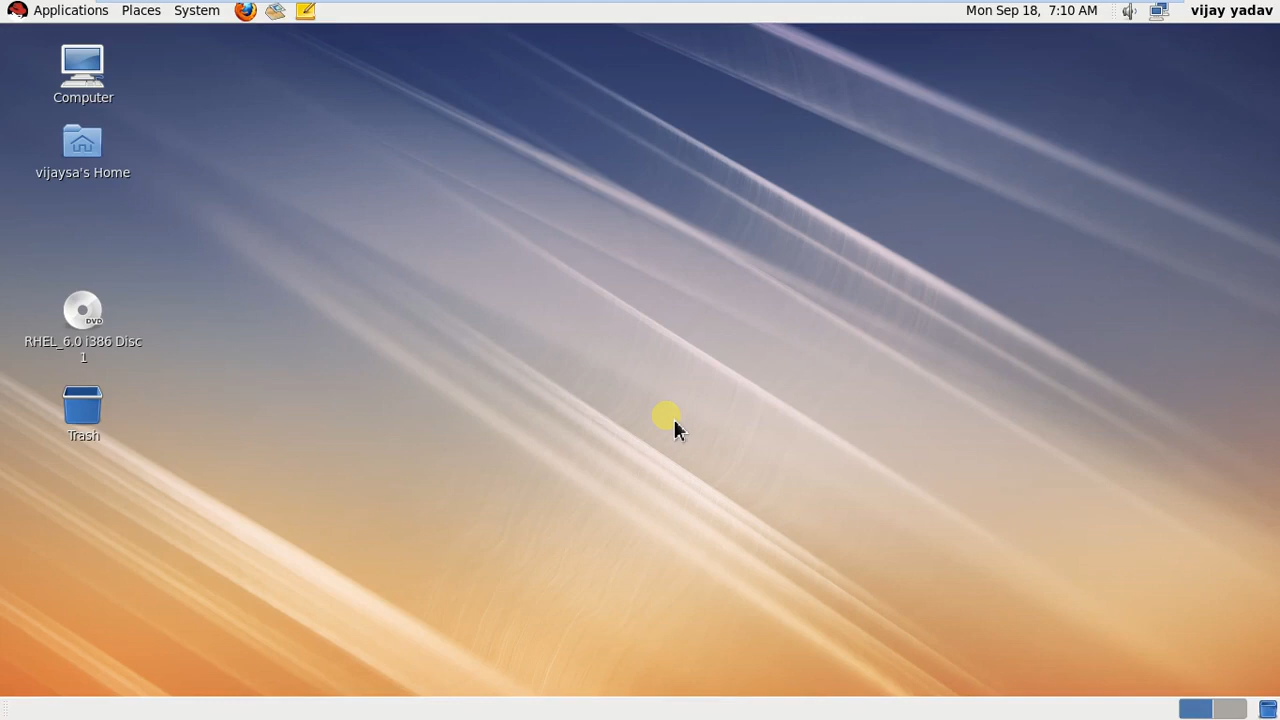 Applications Places System Mon Sep 18, 7:10 AM vijay yadav
Computer
vijaysa's Home
DVD
RHEL_6.0 i386 Disc
1
Trash